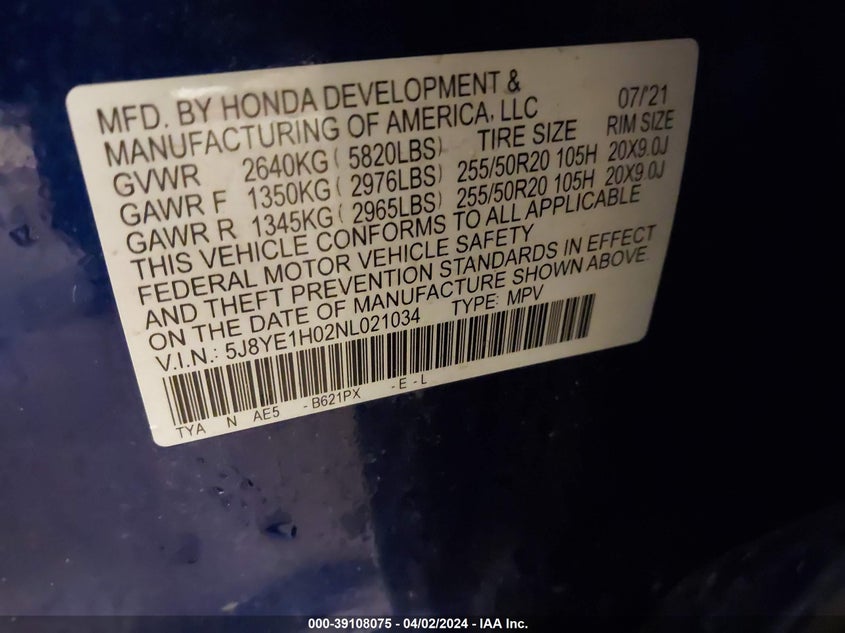 MFD. BY HONDA DEVELOPMENT &
MANUFACTURING OF AMERICA, LLC 07/'21
GVWR 2640KG( 5820LBS) TIRE SIZE RIM SIZE
GAWR F 1350KG( 2976LBS) 255/50R20 105H 20X9.0J
GAWR R 1345KG( 2965LBS) 255/50R20 105H 20X9.0J
THIS VEHICLE CONFORMS TO ALL APPLICABLE
FEDERAL MOTOR VEHICLE SAFETY
AND THEFT PREVENTION STANDARDS IN EFFECT
ON THE DATE OF MANUFACTURE SHOWN ABOVE.
V.I.N.: 5J8YE1H02NL021034 TYPE: MPV
TYA N AE5 - B621PX - E - L
000-39108075 - 04/02/2024 - IAA Inc.